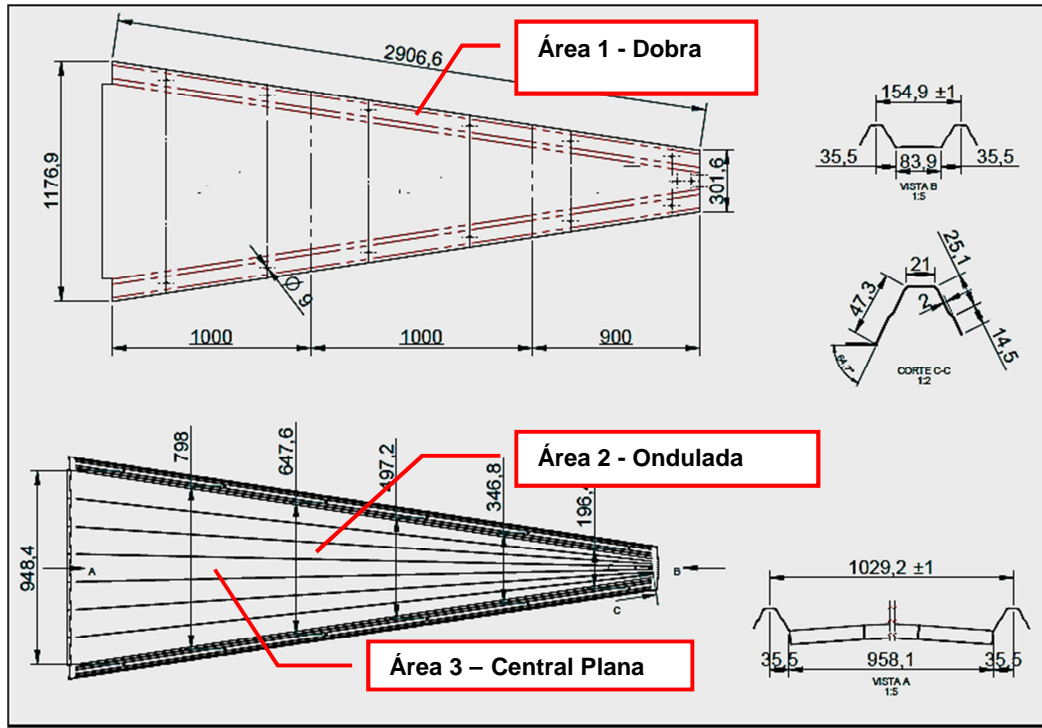 Área 1 - Dobra
2906,6
1176,9
301,6
Ø 9
1000
1000
900
154,9 ±1
35,5
83,9
35,5
VISTA B
1:5
25,1
21
47,3
2
14,5
64,7°
CORTE C-C
1:2
Área 2 - Ondulada
798
647,6
497,2
346,8
948,4
A
B
C
Área 3 – Central Plana
1029,2 ±1
35,5
958,1
35,5
VISTA A
1:5